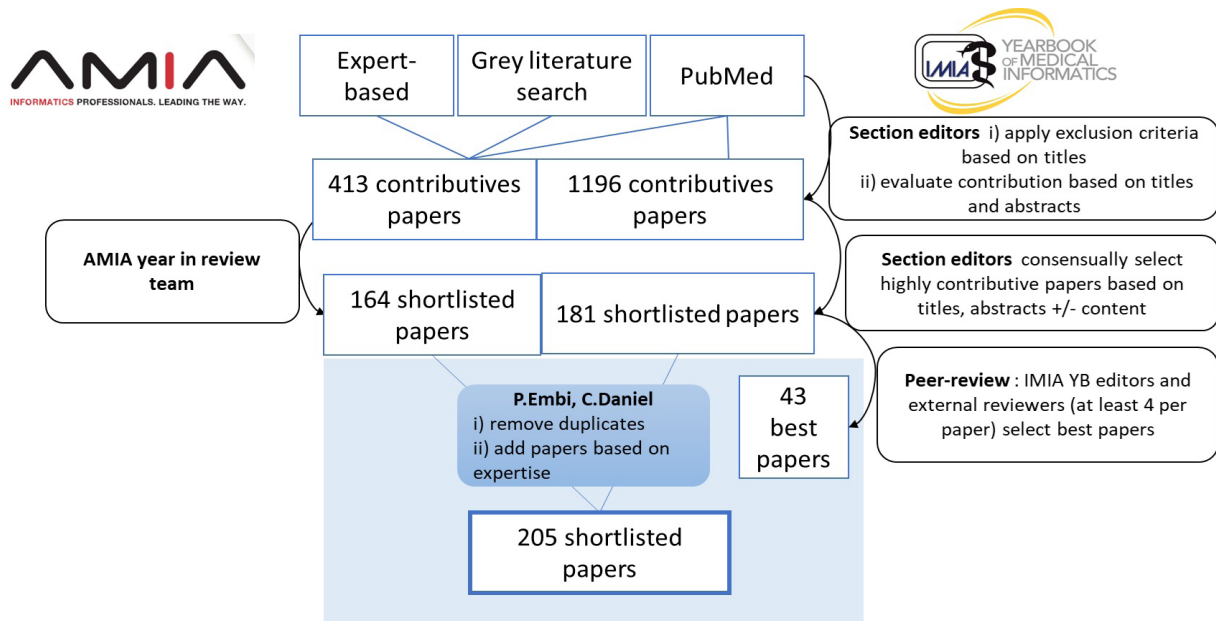 AMIA
INFORMATICS PROFESSIONALS. LEADING THE WAY.
Expert-
based
Grey literature
search
PubMed
IMIA
YEARBOOK
OF MEDICAL
INFORMATICS
Section editors i) apply exclusion criteria
based on titles
ii) evaluate contribution based on titles
and abstracts
413 contributives
papers
1196 contributives
papers
AMIA year in review
team
Section editors consensually select
highly contributive papers based on
titles, abstracts +/- content
164 shortlisted
papers
181 shortlisted papers
Peer-review : IMIA YB editors and
external reviewers (at least 4 per
paper) select best papers
P.Embi, C.Daniel
i) remove duplicates
ii) add papers based on
expertise
43
best
papers
205 shortlisted
papers